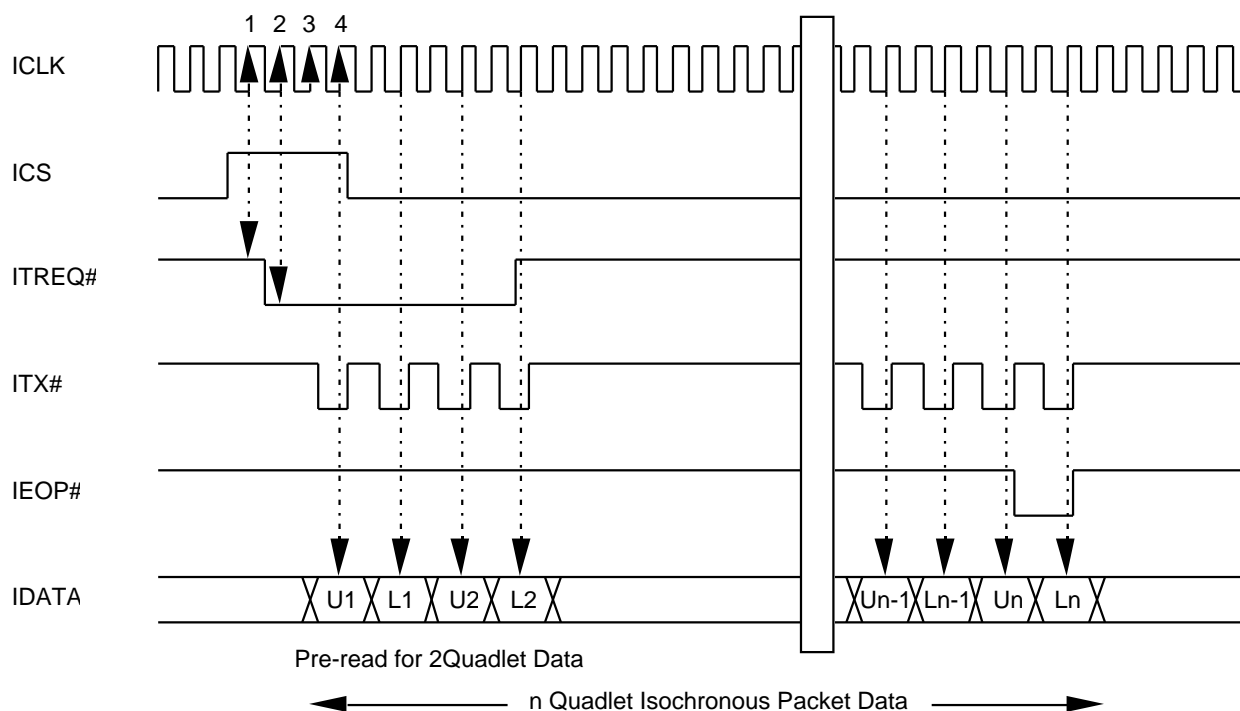 1 2 3 4
ICLK
ICS
ITREQ#
ITX#
IEOP#
IDATA U1 L1 U2 L2 Un-1 Ln-1 Un Ln
Pre-read for 2Quadlet Data
n Quadlet Isochronous Packet Data